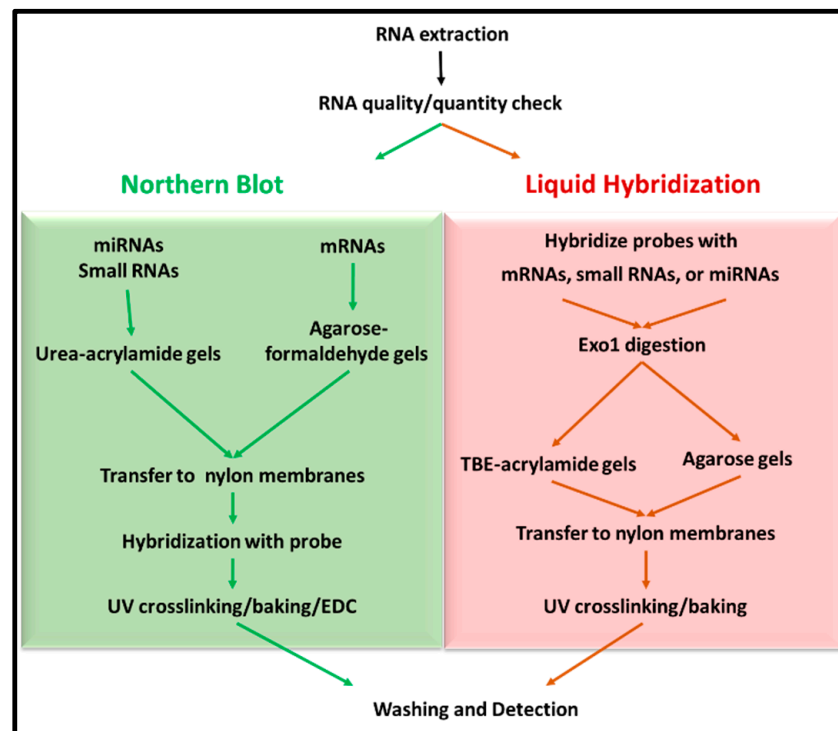 RNA extraction
RNA quality/quantity check
Northern Blot
Liquid Hybridization
miRNAs
Small RNAs
mRNAs
Urea-acrylamide gels
Agarose-
formaldehyde gels
Transfer to nylon membranes
Hybridization with probe
UV crosslinking/baking/EDC
Hybridize probes with
mRNAs, small RNAs, or miRNAs
Exo1 digestion
TBE-acrylamide gels
Agarose gels
Transfer to nylon membranes
UV crosslinking/baking
Washing and Detection